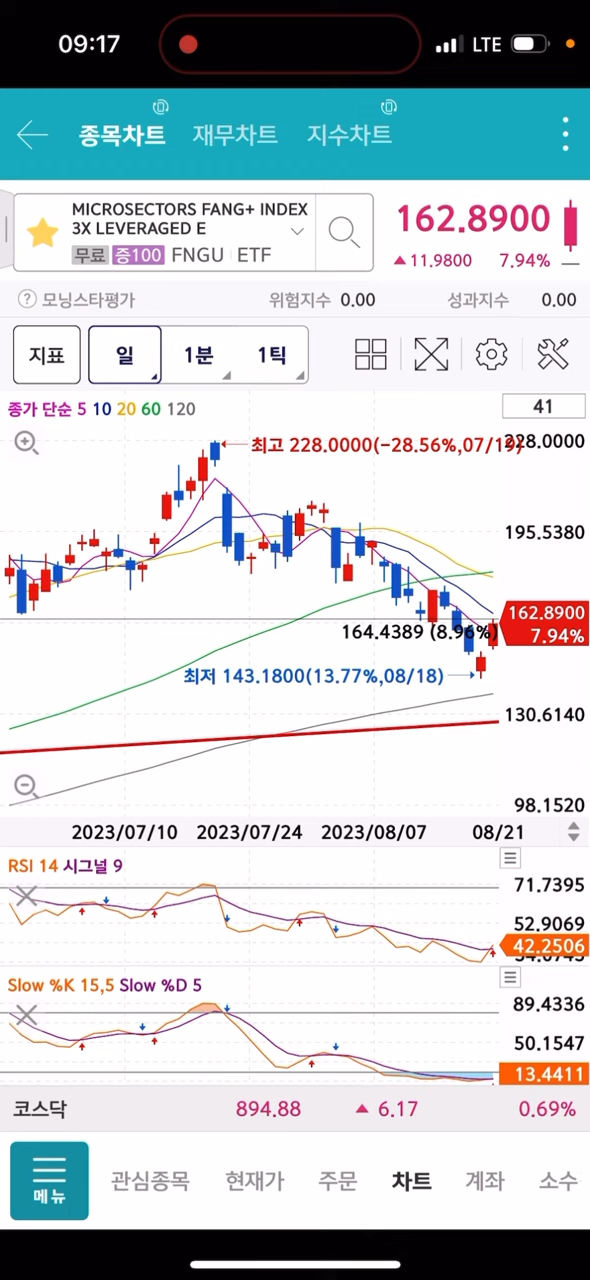 09:17
LTE
종목차트 재무차트 지수차트
MICROSECTORS FANG+ INDEX
3X LEVERAGED E
무료 증100 FNGU ETF
162.8900
▲11.9800 7.94%
? 모닝스타평가 위험지수 0.00 성과지수 0.00
지표 일 1분 1틱
종가 단순 5 10 20 60 120
41
최고 228.0000(-28.56%,07/19)
228.0000
195.5380
162.8900
7.94%
164.4389 (8.96%)
최저 143.1800(13.77%,08/18)
130.6140
98.1520
2023/07/10 2023/07/24 2023/08/07 08/21
RSI 14 시그널 9
71.7395
52.9069
42.2506
Slow %K 15,5 Slow %D 5
89.4336
50.1547
13.4411
코스닥 894.88 ▲ 6.17 0.69%
메뉴 관심종목 현재가 주문 차트 계좌 소수